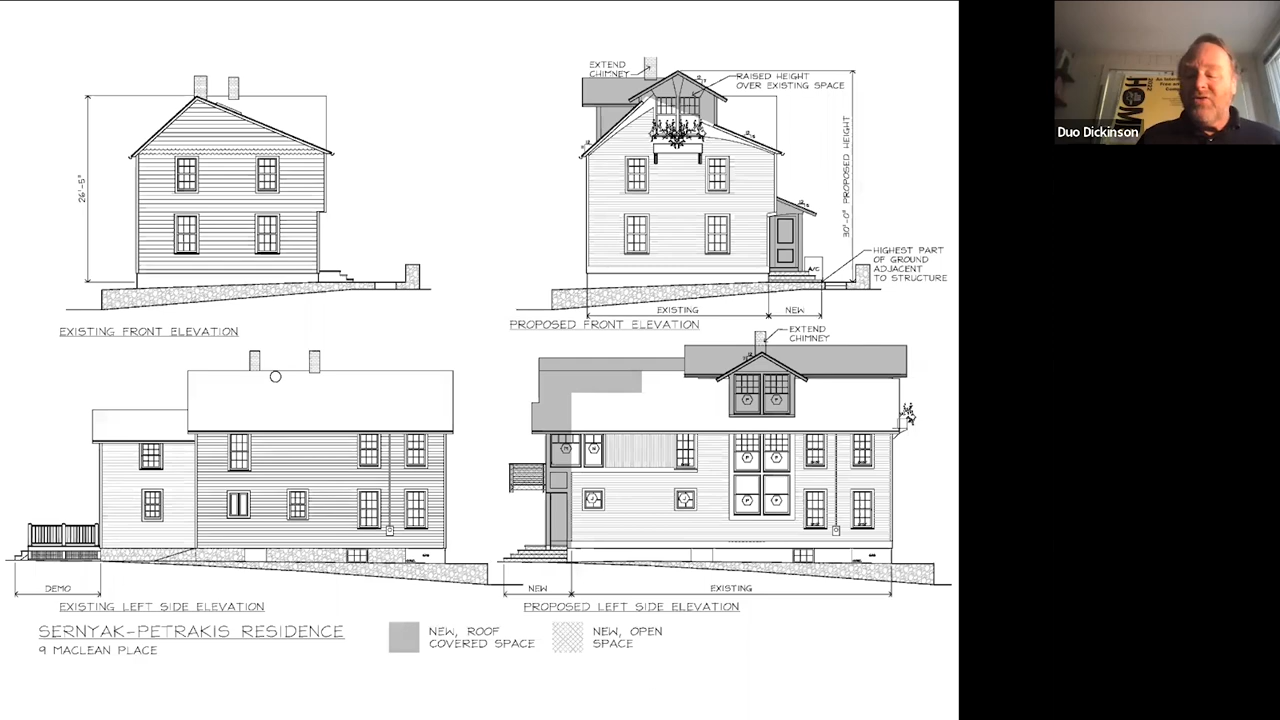 26'-5"
EXISTING FRONT ELEVATION
EXTEND
CHIMNEY
RAISED HEIGHT
OVER EXISTING SPACE
30'-0" PROPOSED HEIGHT
HIGHEST PART
OF GROUND
ADJACENT
TO STRUCTURE
A/C
EXISTING
NEW
PROPOSED FRONT ELEVATION
DEMO
EXISTING LEFT SIDE ELEVATION
EXTEND
CHIMNEY
NEW
EXISTING
PROPOSED LEFT SIDE ELEVATION
SERNYAK-PETRAKIS RESIDENCE
9 MACLEAN PLACE
NEW, ROOF
COVERED SPACE
NEW, OPEN
SPACE
HOM
2022
Duo Dickinson